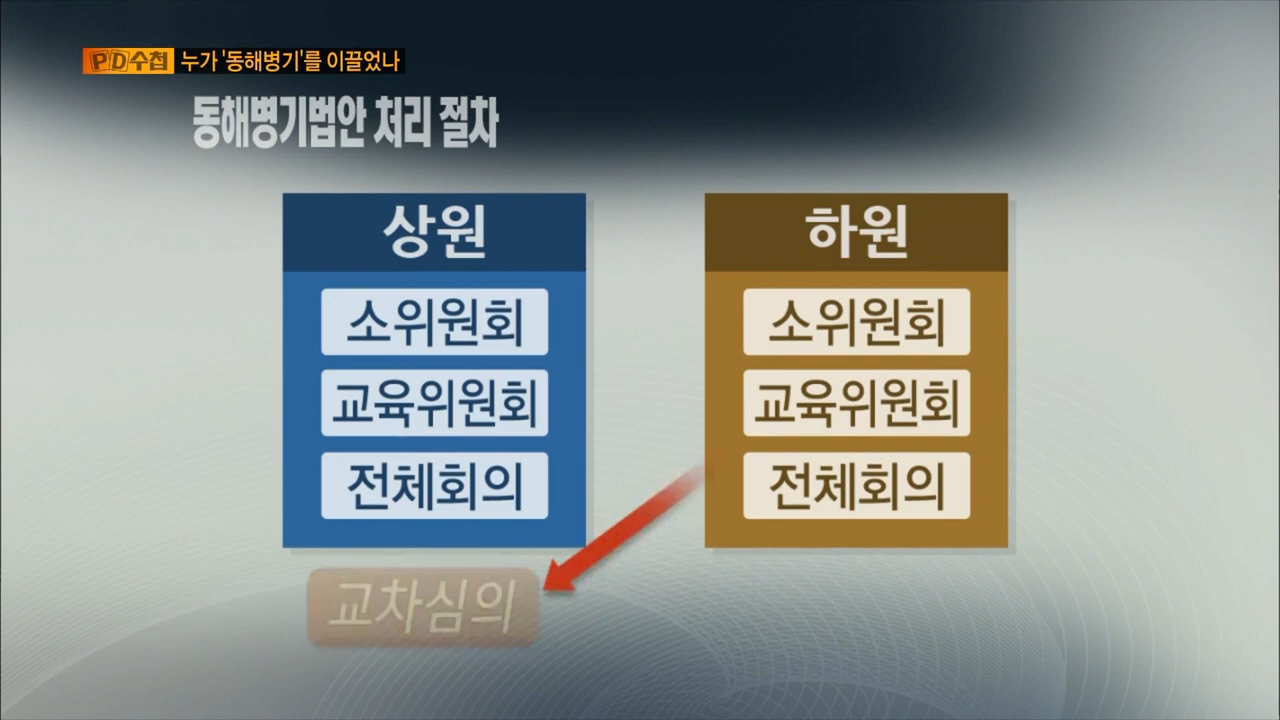 PD수첩 누가 '동해병기'를 이끌었나
동해병기법안 처리 절차
상원
소위원회
교육위원회
전체회의
교차심의
하원
소위원회
교육위원회
전체회의